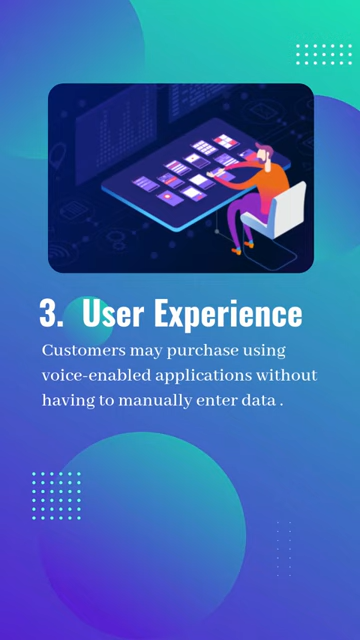 3. User Experience
Customers may purchase using
voice-enabled applications without
having to manually enter data .